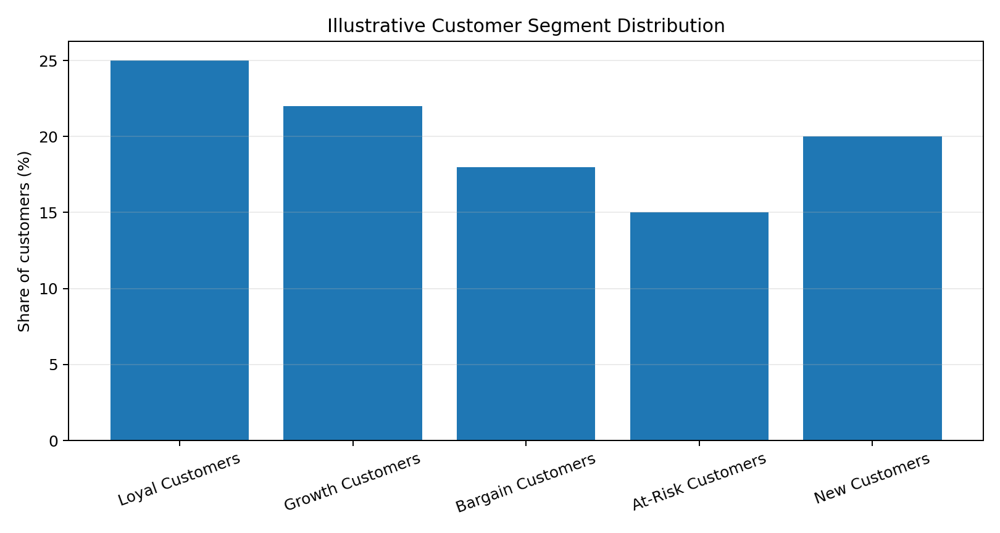 Illustrative Customer Segment Distribution
Share of customers (%)
25
20
15
10
5
0
Loyal Customers
Growth Customers
Bargain Customers
At-Risk Customers
New Customers